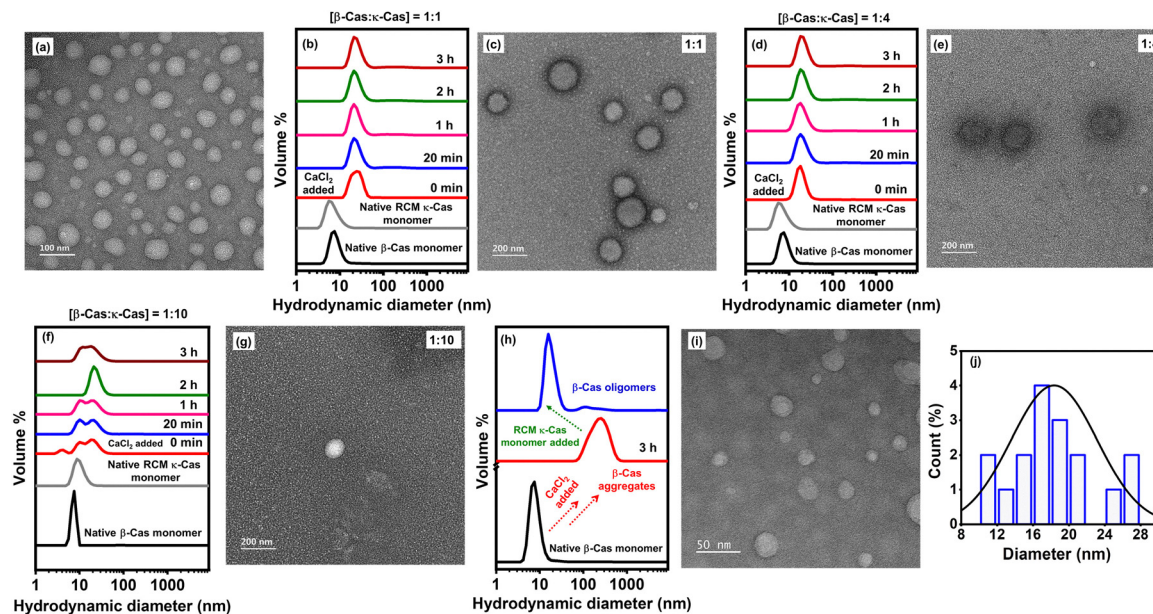 [β-Cas:κ-Cas] = 1:1
[β-Cas:κ-Cas] = 1:4
(a)
100 nm
(b)
3 h
2 h
1 h
20 min
CaCl₂
added
0 min
Native RCM κ-Cas
monomer
Native β-Cas monomer
Volume %
1 10 100 1000
Hydrodynamic diameter (nm)
(c)
1:1
200 nm
(d)
3 h
2 h
1 h
20 min
CaCl₂
added
0 min
Native RCM κ-Cas
monomer
Native β-Cas monomer
Volume %
1 10 100 1000
Hydrodynamic diameter (nm)
(e)
200 nm
[β-Cas:κ-Cas] = 1:10
(f)
3 h
2 h
1 h
20 min
CaCl₂ added 0 min
Native RCM κ-Cas
monomer
Native β-Cas monomer
Volume %
1 10 100 1000
Hydrodynamic diameter (nm)
(g)
1:10
200 nm
(h)
β-Cas oligomers
RCM κ-Cas
monomer added
3 h
CaCl₂
added
β-Cas
aggregates
Native β-Cas monomer
Volume %
1 10 100 1000
Hydrodynamic diameter (nm)
(i)
50 nm
(j)
Count (%)
5
4
3
2
1
0
8 12 16 20 24 28
Diameter (nm)